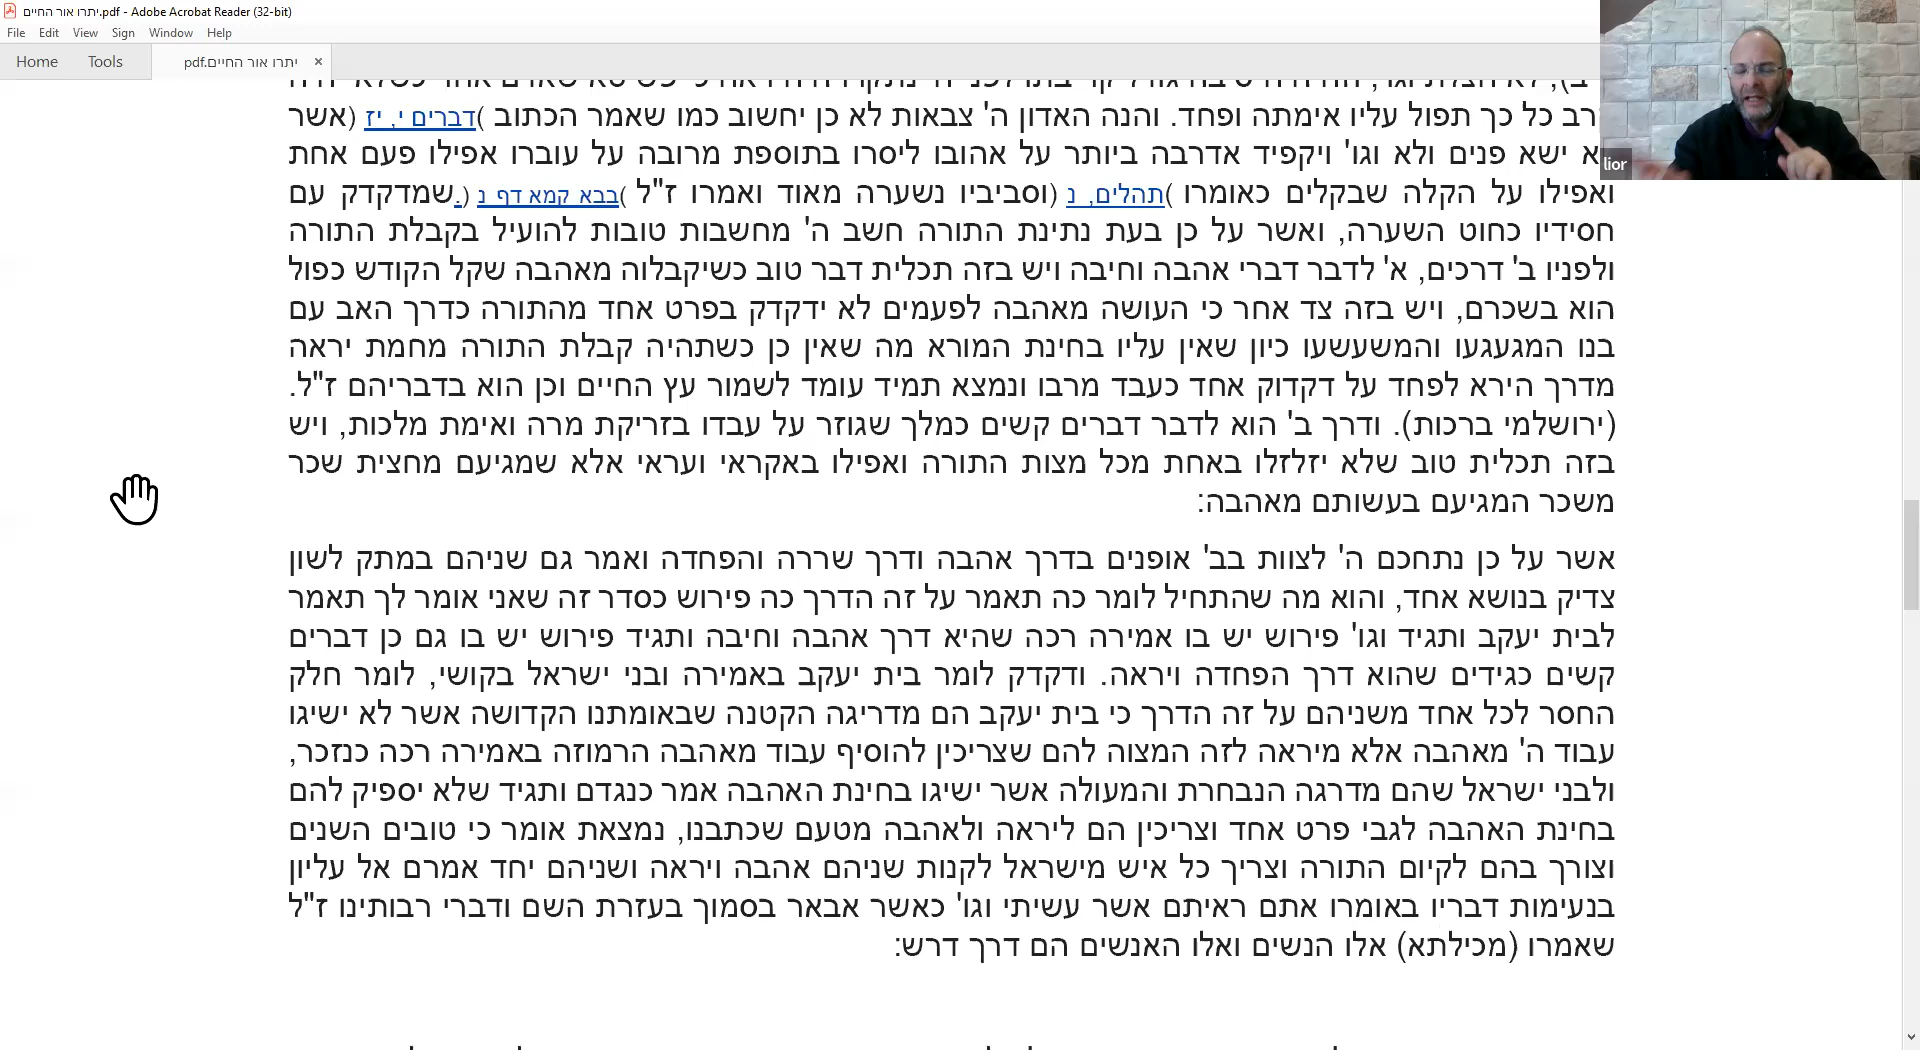 יתרו אור החיים.pdf - Adobe Acrobat Reader (32-bit)
File Edit View Sign Window Help
Home Tools יתרו אור החיים.pdf ×
רב כל כך תפול עליו אימתה ופחד. והנה האדון ה' צבאות לא כן יחשוב כמו שאמר הכתוב )דברים י, יז (אשר
א ישא פנים ולא וגו' ויקפיד אדרבה ביותר על אהובו ליסרו בתוספת מרובה על עוברו אפילו פעם אחת
ואפילו על הקלה שבקלים כאומרו )תהלים, נ (וסביביו נשערה מאוד ואמרו ז"ל )בבא קמא דף נ (.שמדקדק עם
חסידיו כחוט השערה, ואשר על כן בעת נתינת התורה חשב ה' מחשבות טובות להועיל בקבלת התורה
ולפניו ב' דרכים, א' לדבר דברי אהבה וחיבה ויש בזה תכלית דבר טוב כשיקבלוה מאהבה שקל הקודש כפול
הוא בשכרם, ויש בזה צד אחר כי העושה מאהבה לפעמים לא ידקדק בפרט אחד מהתורה כדרך האב עם
בנו המגעגעו והמשעשעו כיון שאין עליו בחינת המורא מה שאין כן כשתהיה קבלת התורה מחמת יראה
מדרך הירא לפחד על דקדוק אחד כעבד מרבו ונמצא תמיד עומד לשמור עץ החיים וכן הוא בדבריהם ז"ל.
(ירושלמי ברכות). ודרך ב' הוא לדבר דברים קשים כמלך שגוזר על עבדו בזריקת מרה ואימת מלכות, ויש
בזה תכלית טוב שלא יזלזלו באחת מכל מצות התורה ואפילו באקראי ועראי אלא שמגיעם מחצית שכר
משכר המגיעם בעשותם מאהבה:
אשר על כן נתחכם ה' לצוות בב' אופנים בדרך אהבה ודרך שררה והפחדה ואמר גם שניהם במתק לשון
צדיק בנושא אחד, והוא מה שהתחיל לומר כה תאמר על זה הדרך כה פירוש כסדר זה שאני אומר לך תאמר
לבית יעקב ותגיד וגו' פירוש יש בו אמירה רכה שהיא דרך אהבה וחיבה ותגיד פירוש יש בו גם כן דברים
קשים כגידים שהוא דרך הפחדה ויראה. ודקדק לומר בית יעקב באמירה ובני ישראל בקושי, לומר חלק
החסר לכל אחד משניהם על זה הדרך כי בית יעקב הם מדריגה הקטנה שבאומתנו הקדושה אשר לא ישיגו
עבוד ה' מאהבה אלא מיראה לזה המצוה להם שצריכין להוסיף עבוד מאהבה הרמוזה באמירה רכה כנזכר,
ולבני ישראל שהם מדרגה הנבחרת והמעולה אשר ישיגו בחינת האהבה אמר כנגדם ותגיד שלא יספיק להם
בחינת האהבה לגבי פרט אחד וצריכין הם ליראה ולאהבה מטעם שכתבנו, נמצאת אומר כי טובים השנים
וצורך בהם לקיום התורה וצריך כל איש מישראל לקנות שניהם אהבה ויראה ושניהם יחד אמרם אל עליון
בנעימות דבריו באומרו אתם ראיתם אשר עשיתי וגו' כאשר אבאר בסמוך בעזרת השם ודברי רבותינו ז"ל
שאמרו (מכילתא) אלו הנשים ואלו האנשים הם דרך דרש:
lior